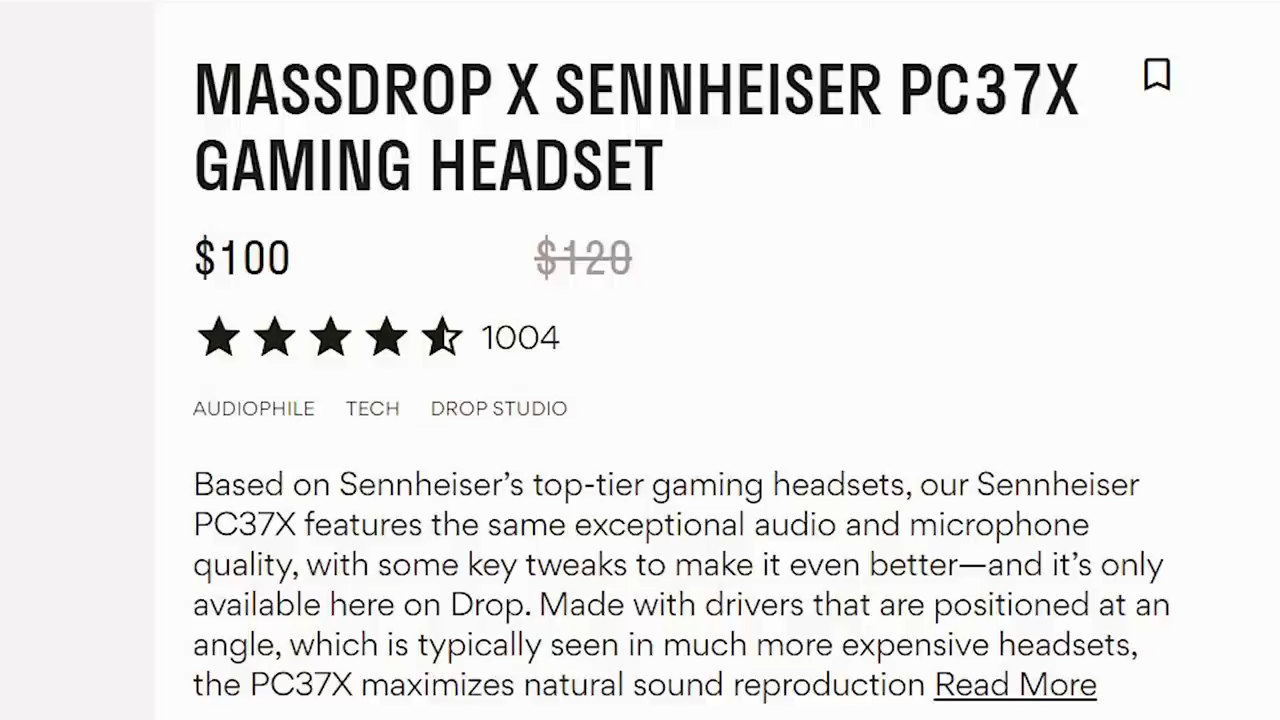 MASSDROP X SENNHEISER PC37X
GAMING HEADSET
$100 $120
1004
AUDIOPHILE TECH DROP STUDIO
Based on Sennheiser’s top-tier gaming headsets, our Sennheiser
PC37X features the same exceptional audio and microphone
quality, with some key tweaks to make it even better—and it’s only
available here on Drop. Made with drivers that are positioned at an
angle, which is typically seen in much more expensive headsets,
the PC37X maximizes natural sound reproduction Read More